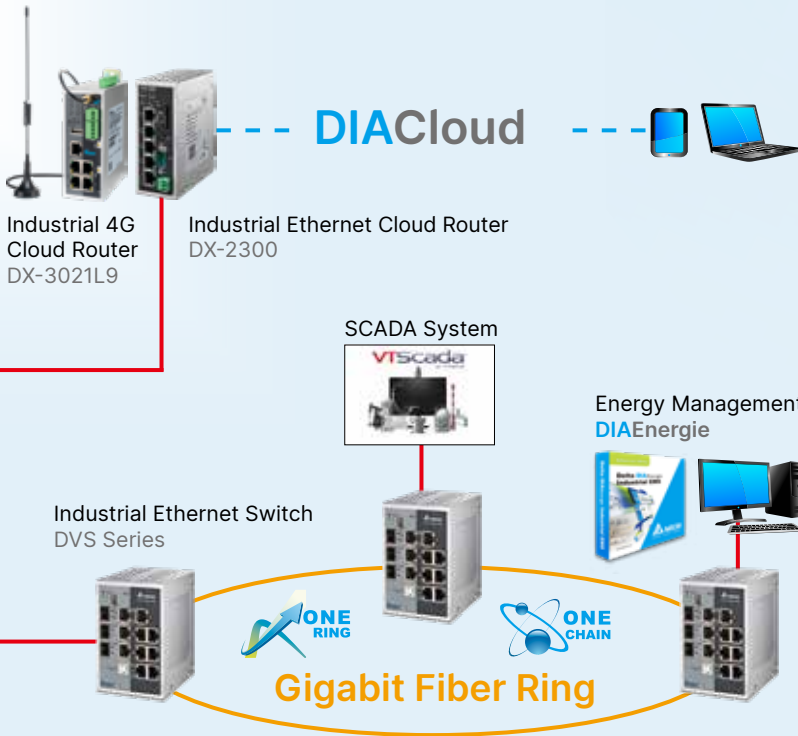 DIACloud
Industrial 4G
Cloud Router
DX-3021L9
Industrial Ethernet Cloud Router
DX-2300
SCADA System
VTScada
Energy Management
DIAEnergie
Industrial Ethernet Switch
DVS Series
ONE
RING
ONE
CHAIN
Gigabit Fiber Ring